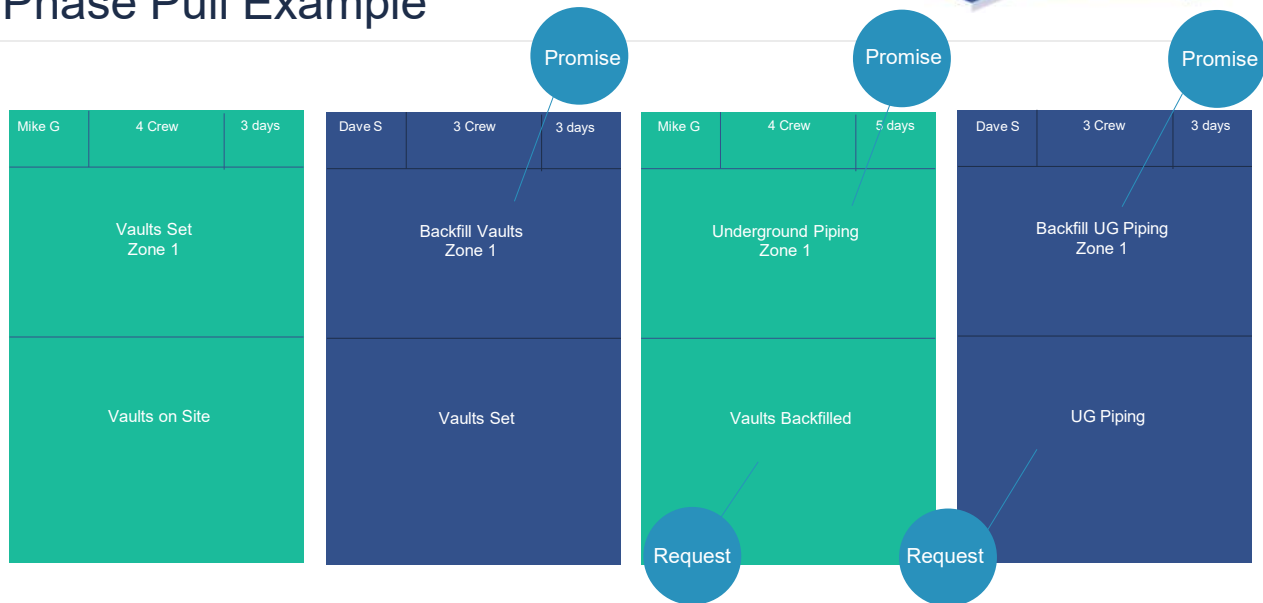 Phase Pull Example
Promise
Promise
Promise
Mike G
4 Crew
3 days
Vaults Set
Zone 1
Vaults on Site
Dave S
3 Crew
3 days
Backfill Vaults
Zone 1
Vaults Set
Mike G
4 Crew
5 days
Underground Piping
Zone 1
Vaults Backfilled
Dave S
3 Crew
3 days
Backfill UG Piping
Zone 1
UG Piping
Request
Request